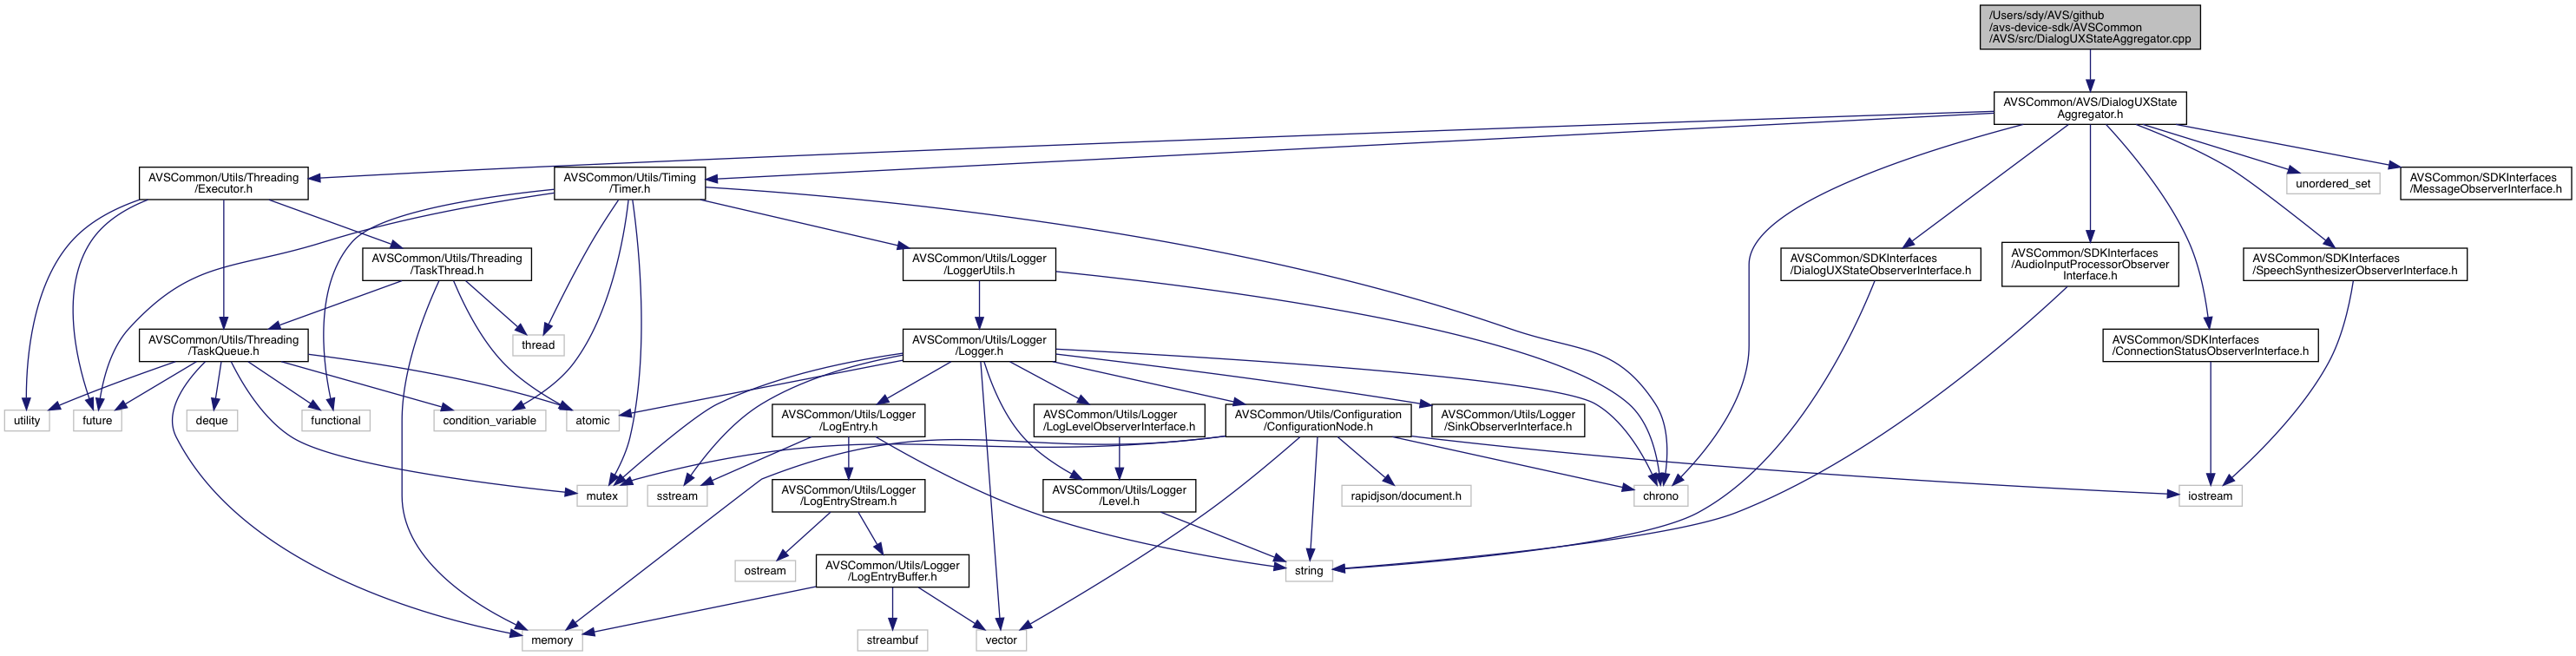 /Users/sdy/AVS/github
/avs-device-sdk/AVSCommon
/AVS/src/DialogUXStateAggregator.cpp
AVSCommon/AVS/DialogUXState
Aggregator.h
AVSCommon/Utils/Threading
/Executor.h
AVSCommon/Utils/Timing
/Timer.h
unordered_set
AVSCommon/SDKInterfaces
/MessageObserverInterface.h
AVSCommon/Utils/Threading
/TaskThread.h
AVSCommon/Utils/Logger
/LoggerUtils.h
AVSCommon/SDKInterfaces
/DialogUXStateObserverInterface.h
AVSCommon/SDKInterfaces
/AudioInputProcessorObserver
Interface.h
AVSCommon/SDKInterfaces
/SpeechSynthesizerObserverInterface.h
AVSCommon/Utils/Threading
/TaskQueue.h
thread
AVSCommon/Utils/Logger
/Logger.h
AVSCommon/SDKInterfaces
/ConnectionStatusObserverInterface.h
utility
future
deque
functional
condition_variable
atomic
AVSCommon/Utils/Logger
/LogEntry.h
AVSCommon/Utils/Logger
/LogLevelObserverInterface.h
AVSCommon/Utils/Configuration
/ConfigurationNode.h
AVSCommon/Utils/Logger
/SinkObserverInterface.h
mutex
sstream
AVSCommon/Utils/Logger
/LogEntryStream.h
AVSCommon/Utils/Logger
/Level.h
rapidjson/document.h
chrono
iostream
ostream
AVSCommon/Utils/Logger
/LogEntryBuffer.h
string
memory
streambuf
vector